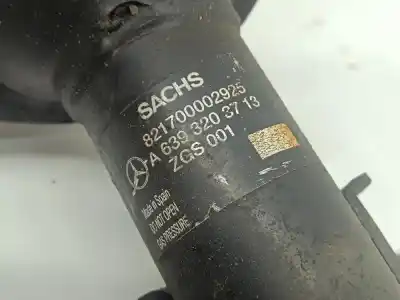 SACHS
821700002925
A 639 320 37 13
ZGS 001
Made in Spain
DO NOT OPEN
GAS PRESSURE